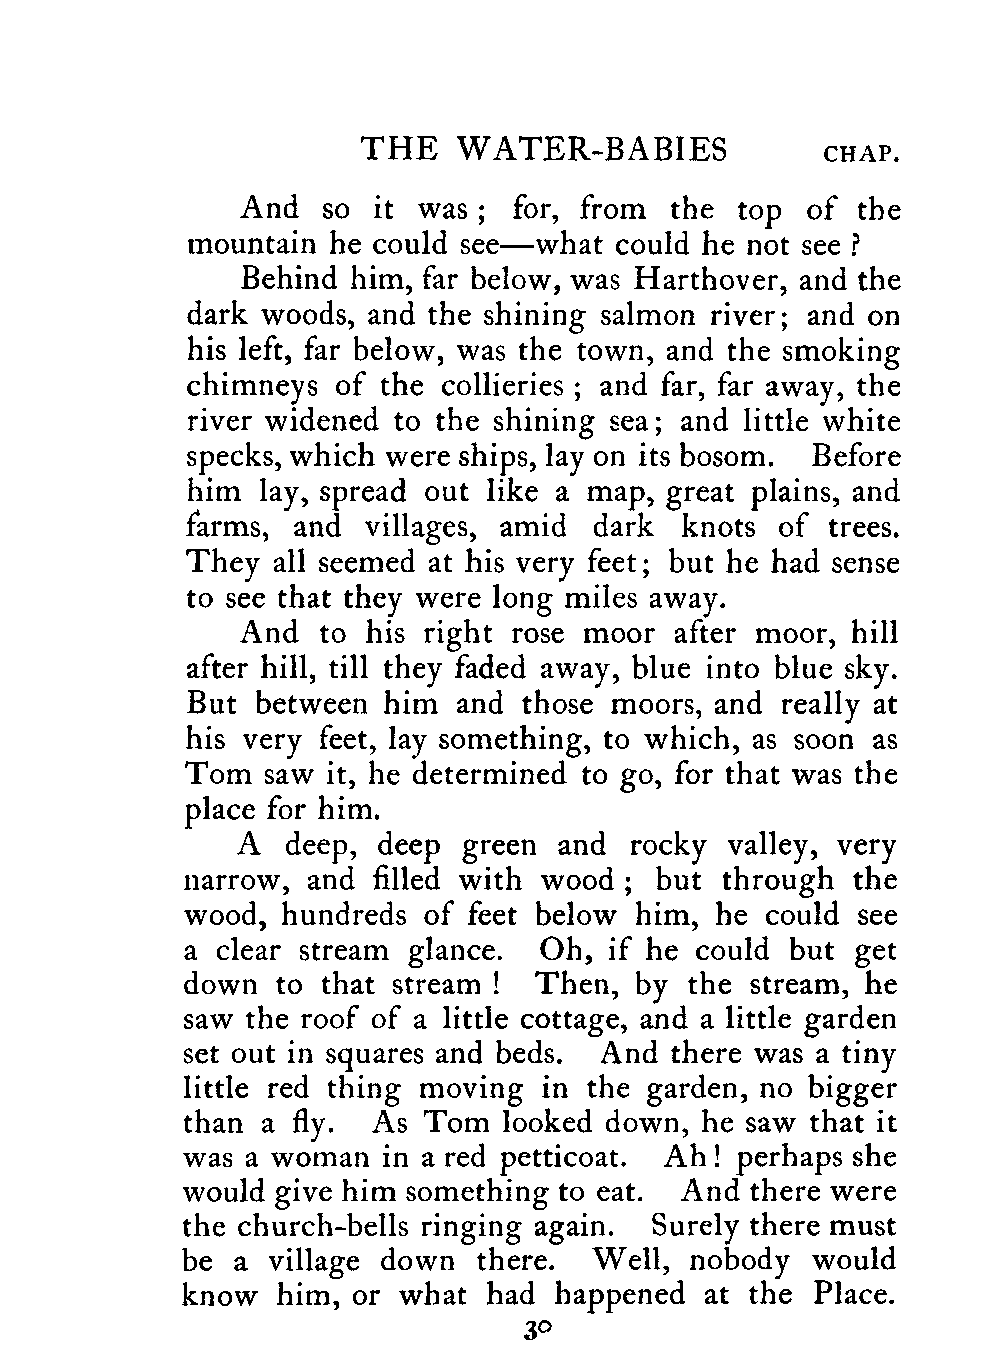 THE WATER-BABIES CHAP.
And so it was ; for, from the top of the
mountain he could see—what could he not see ?
Behind him, far below, was Harthover, and the
dark woods, and the shining salmon river; and on
his left, far below, was the town, and the smoking
chimneys of the collieries ; and far, far away, the
river widened to the shining sea; and little white
specks, which were ships, lay on its bosom. Before
him lay, spread out like a map, great plains, and
farms, and villages, amid dark knots of trees.
They all seemed at his very feet; but he had sense
to see that they were long miles away.
And to his right rose moor after moor, hill
after hill, till they faded away, blue into blue sky.
But between him and those moors, and really at
his very feet, lay something, to which, as soon as
Tom saw it, he determined to go, for that was the
place for him.
A deep, deep green and rocky valley, very
narrow, and filled with wood ; but through the
wood, hundreds of feet below him, he could see
a clear stream glance. Oh, if he could but get
down to that stream ! Then, by the stream, he
saw the roof of a little cottage, and a little garden
set out in squares and beds. And there was a tiny
little red thing moving in the garden, no bigger
than a fly. As Tom looked down, he saw that it
was a woman in a red petticoat. Ah ! perhaps she
would give him something to eat. And there were
the church-bells ringing again. Surely there must
be a village down there. Well, nobody would
know him, or what had happened at the Place.
30